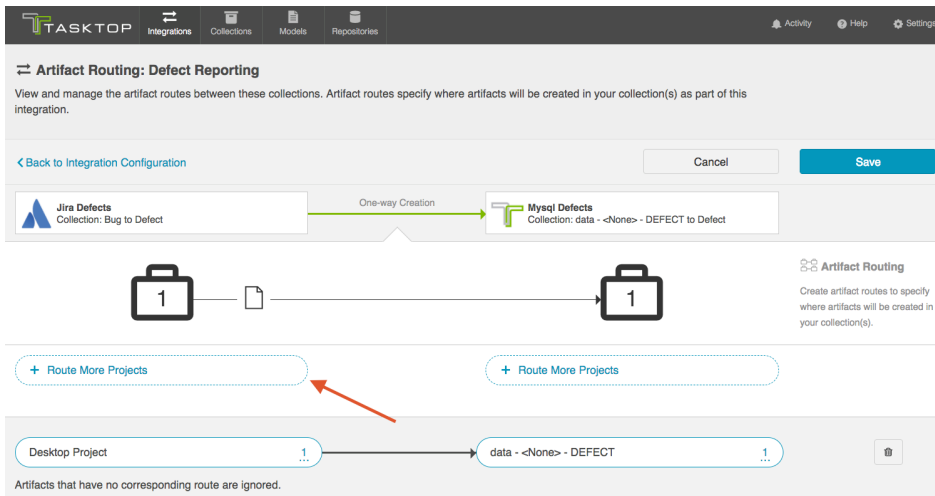 TASKTOP
Integrations
Collections
Models
Repositories
Activity
Help
Settings
Artifact Routing: Defect Reporting
View and manage the artifact routes between these collections. Artifact routes specify where artifacts will be created in your collection(s) as part of this
integration.
Back to Integration Configuration
Cancel
Save
Jira Defects
Collection: Bug to Defect
One-way Creation
Mysql Defects
Collection: data - <None> - DEFECT to Defect
1
1
Artifact Routing
Create artifact routes to specify
where artifacts will be created in
your collection(s).
+ Route More Projects
+ Route More Projects
Desktop Project 1
data - <None> - DEFECT 1
Artifacts that have no corresponding route are ignored.